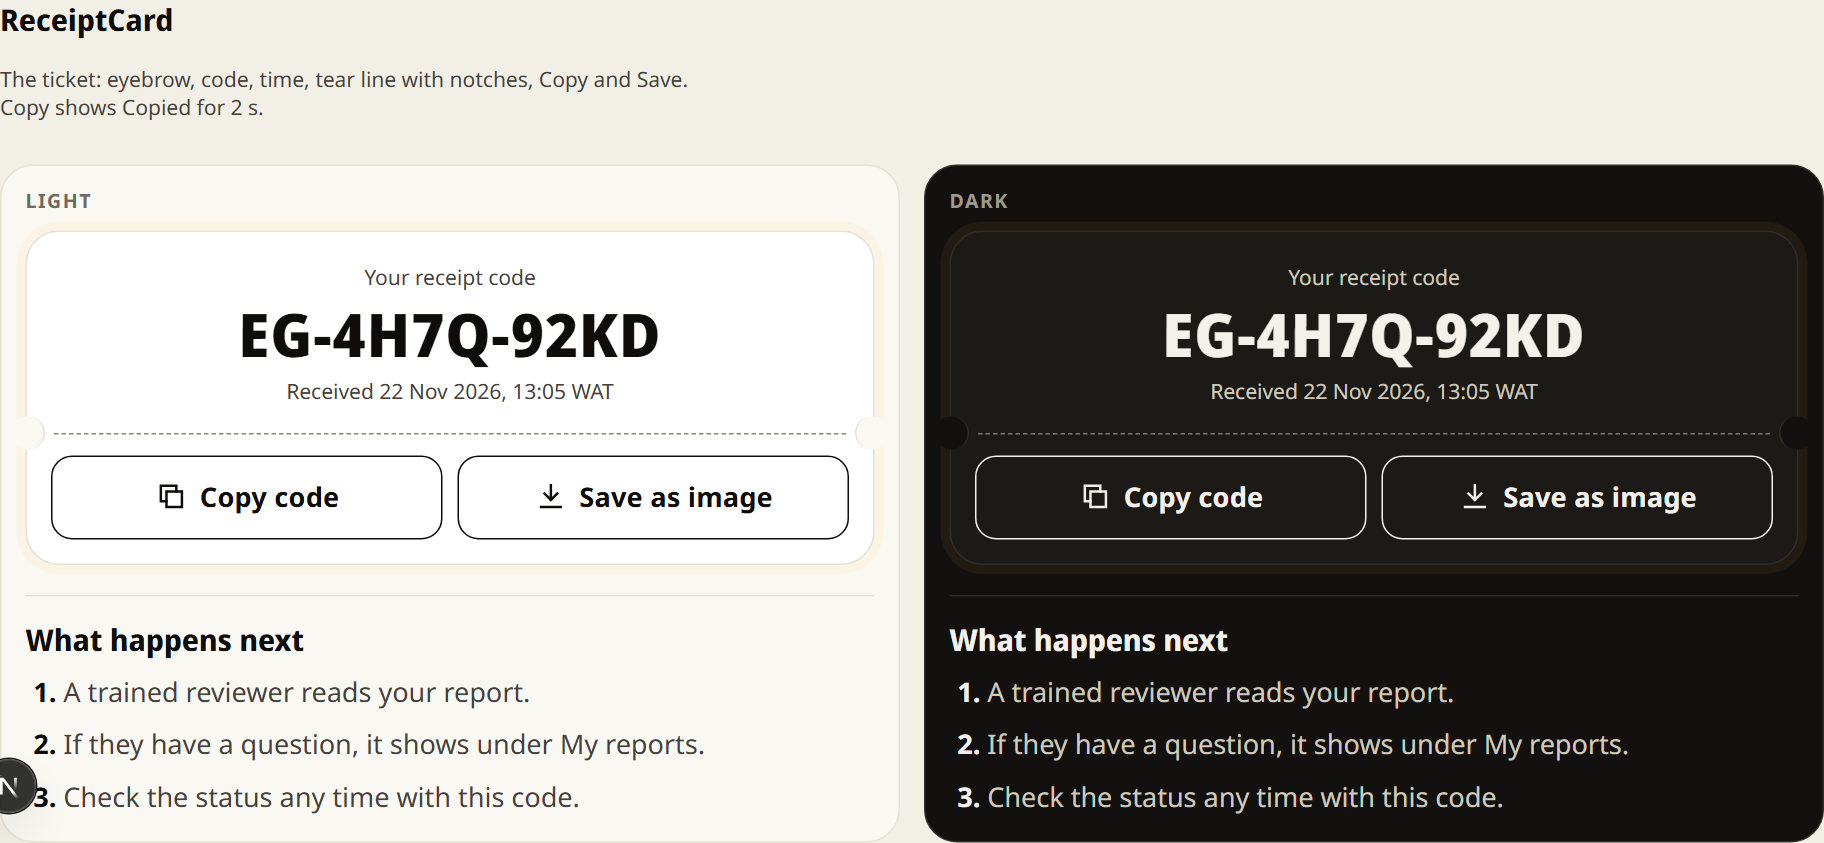 ReceiptCard
The ticket: eyebrow, code, time, tear line with notches, Copy and Save.
Copy shows Copied for 2 s.
LIGHT
Your receipt code
EG-4H7Q-92KD
Received 22 Nov 2026, 13:05 WAT
Copy code
Save as image
What happens next
1. A trained reviewer reads your report.
2. If they have a question, it shows under My reports.
3. Check the status any time with this code.
N
DARK
Your receipt code
EG-4H7Q-92KD
Received 22 Nov 2026, 13:05 WAT
Copy code
Save as image
What happens next
1. A trained reviewer reads your report.
2. If they have a question, it shows under My reports.
3. Check the status any time with this code.